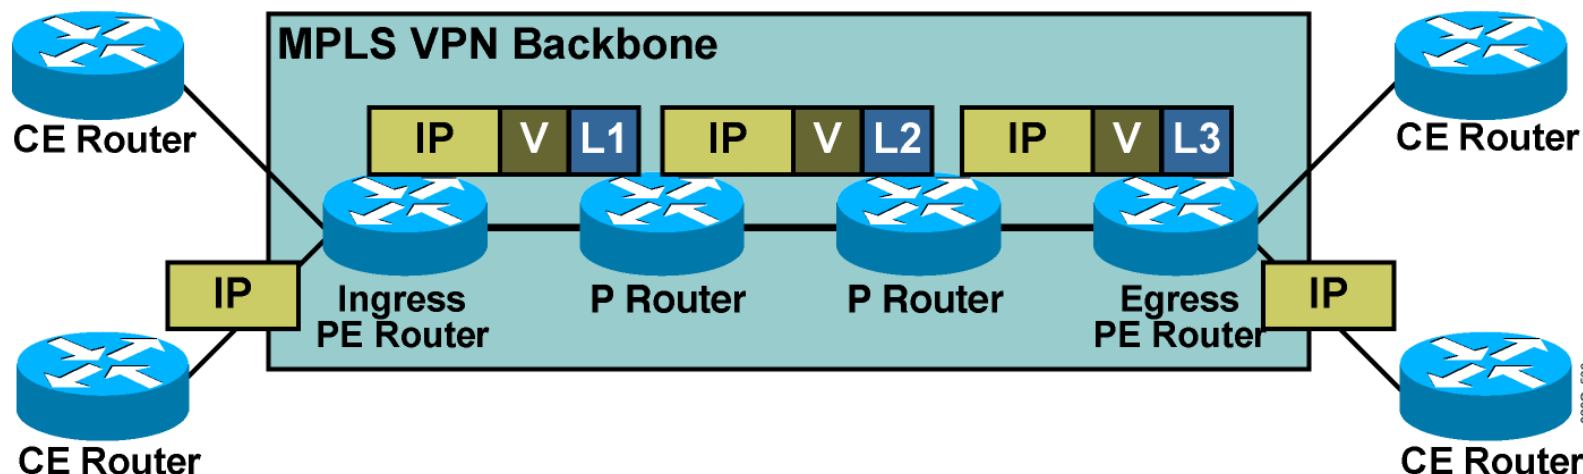 MPLS VPN Backbone
CE Router
CE Router
IP V L1
IP V L2
IP V L3
IP
Ingress
PE Router
P Router
P Router
Egress
PE Router
IP
CE Router
CE Router